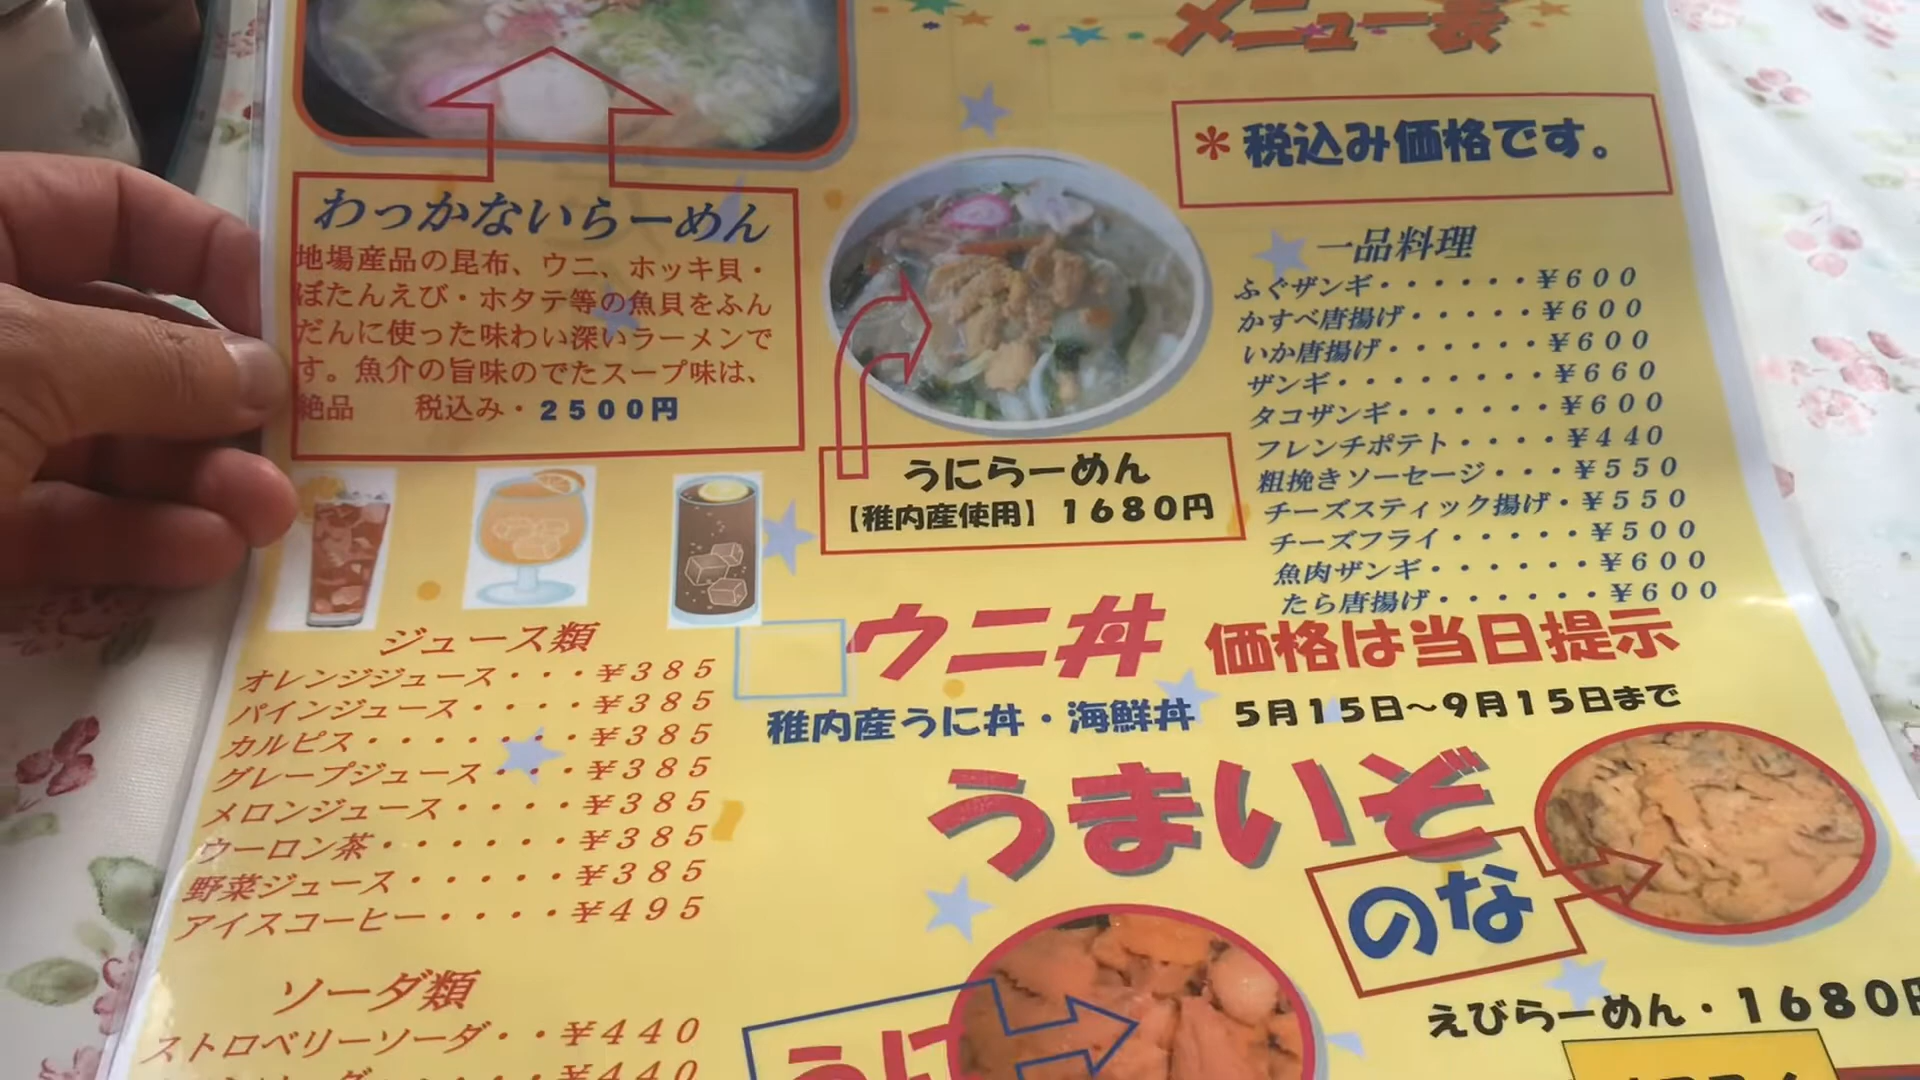 メニュー表
*税込み価格です。
わっかないらーめん
地場産品の昆布、ウニ、ホッキ貝・
ぼたんえび・ホタテ等の魚貝をふん
だんに使った味わい深いラーメンで
す。魚介の旨味のでたスープ味は、
絶品 税込み・2500円
うにらーめん
【稚内産使用】1680円
一品料理
ふぐザンギ・・・・・・¥600
かすべ唐揚げ・・・・・¥600
いか唐揚げ・・・・・・¥600
ザンギ・・・・・・・・・¥660
タコザンギ・・・・・・¥600
フレンチポテト・・・・¥440
粗挽きソーセージ・・・¥550
チーズスティック揚げ・¥550
チーズフライ・・・・・¥500
魚肉ザンギ・・・・・・¥600
たら唐揚げ・・・・・・¥600
ジュース類
オレンジジュース・・・¥385
パインジュース・・・・¥385
カルピス・・・・・・・¥385
グレープジュース・・・¥385
メロンジュース・・・・¥385
ウーロン茶・・・・・・¥385
野菜ジュース・・・・・¥385
アイスコーヒー・・・・¥495
ソーダ類
ストロベリーソーダ・・¥440
¥440
ウニ丼 価格は当日提示
稚内産うに丼・海鮮丼 5月15日~9月15日まで
うまいぞ
のな
うに
えびらーめん・1680円